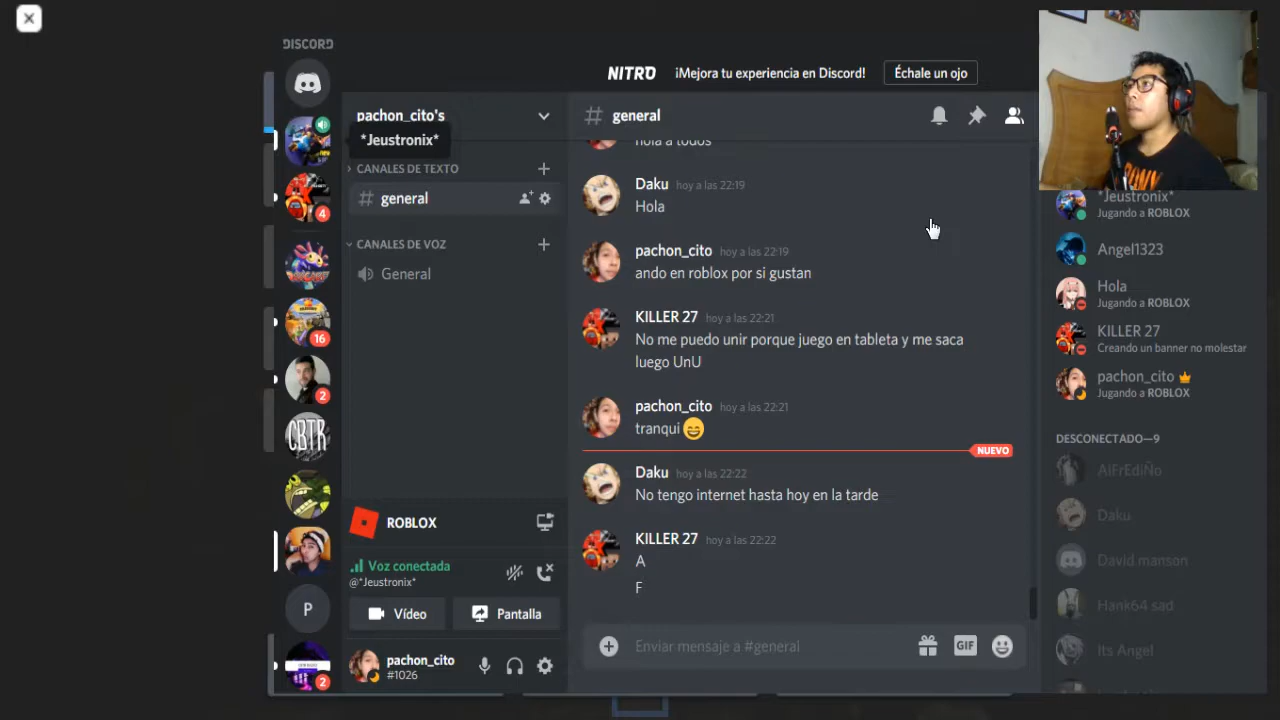 DISCORD
NITRO ¡Mejora tu experiencia en Discord! Échale un ojo
pachon_cito's
*Jeustronix*
CANALES DE TEXTO
general
CANALES DE VOZ
General
4
16
2
CBTR
P
2
ROBLOX
Voz conectada
@*Jeustronix*
Vídeo
Pantalla
pachon_cito
#1026
# general
hola a todos
Daku hoy a las 22:19
Hola
pachon_cito hoy a las 22:19
ando en roblox por si gustan
KILLER 27 hoy a las 22:21
No me puedo unir porque juego en tableta y me saca
luego UnU
pachon_cito hoy a las 22:21
tranqui 😄
NUEVO
Daku hoy a las 22:22
No tengo internet hasta hoy en la tarde
KILLER 27 hoy a las 22:22
A
F
Enviar mensaje a #general
GIF
*Jeustronix*
Jugando a ROBLOX
Angel1323
Hola
Jugando a ROBLOX
KILLER 27
Creando un banner no molestar
pachon_cito
Jugando a ROBLOX
DESCONECTADO—9
AlFrEdiÑo
Daku
David manson
Hank64 sad
Its Angel